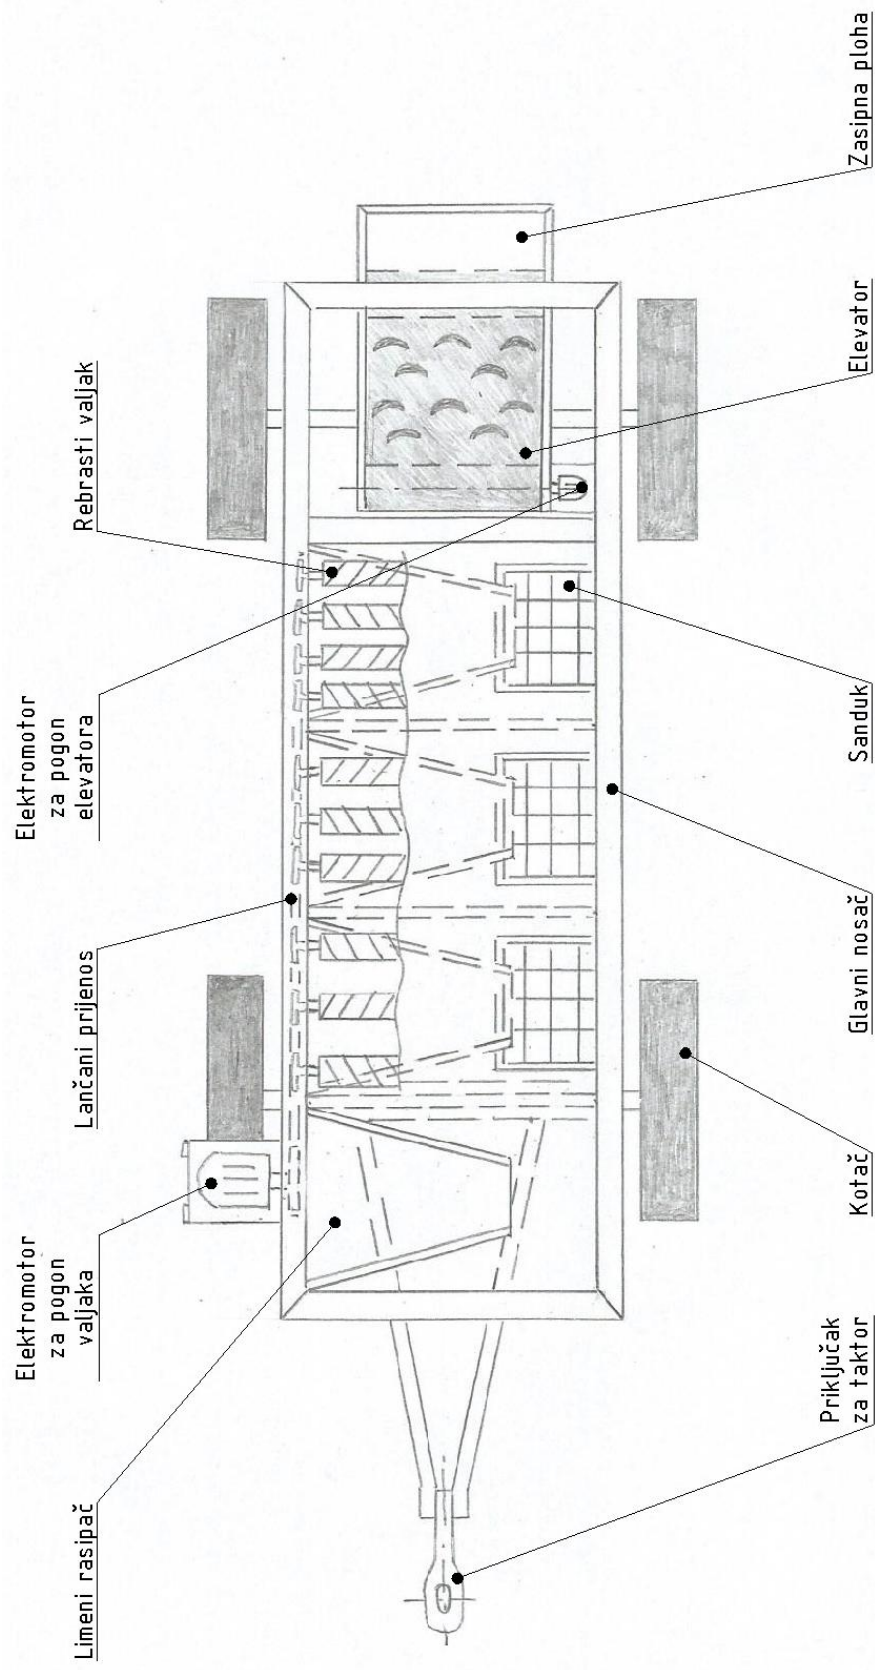 Limeni rasipač
Elektromotor
za pogon
valjaka
Lančani prijenos
Elektromotor
za pogon
elevatora
Rebrasti valjak
Priključak
za taktor
Kotač
Glavni nosač
Sanduk
Elevator
Zasipna ploha